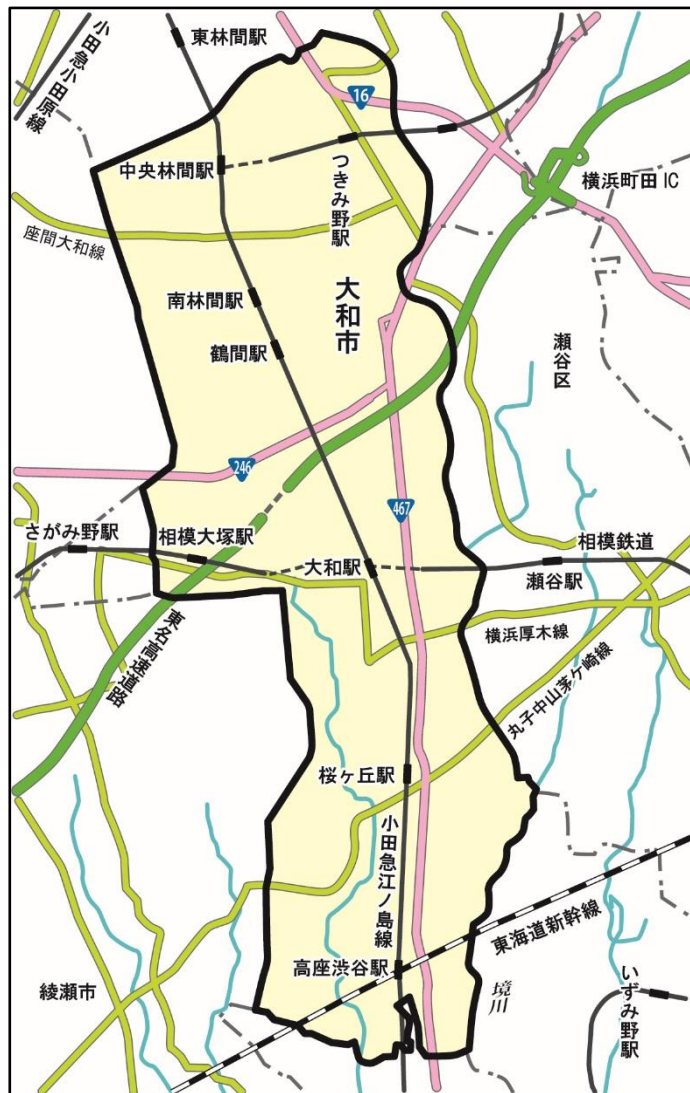 小田急小田原線
東林間駅
16
中央林間駅
つきみ野駅
横浜町田IC
座間大和線
大和市
南林間駅
鶴間駅
瀬谷区
246
467
さがみ野駅
相模大塚駅
大和駅
相模鉄道
瀬谷駅
横浜厚木線
東名高速道路
丸子中山茅ケ崎線
桜ヶ丘駅
小田急江ノ島線
東海道新幹線
高座渋谷駅
境川
綾瀬市
いずみ野駅